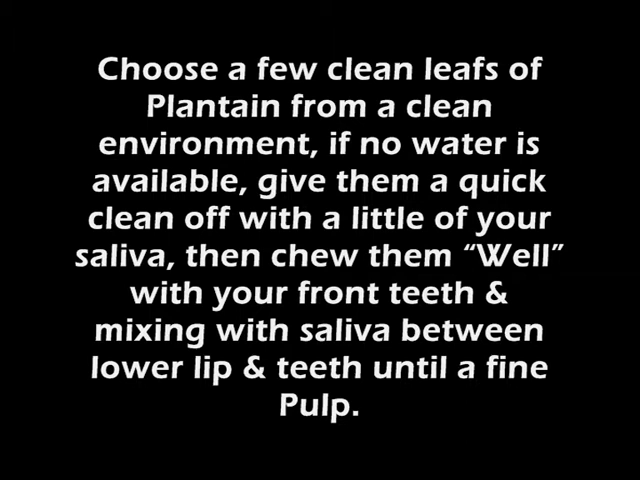 Choose a few clean leafs of
Plantain from a clean
environment, if no water is
available, give them a quick
clean off with a little of your
saliva, then chew them “Well”
with your front teeth &
mixing with saliva between
lower lip & teeth until a fine
Pulp.